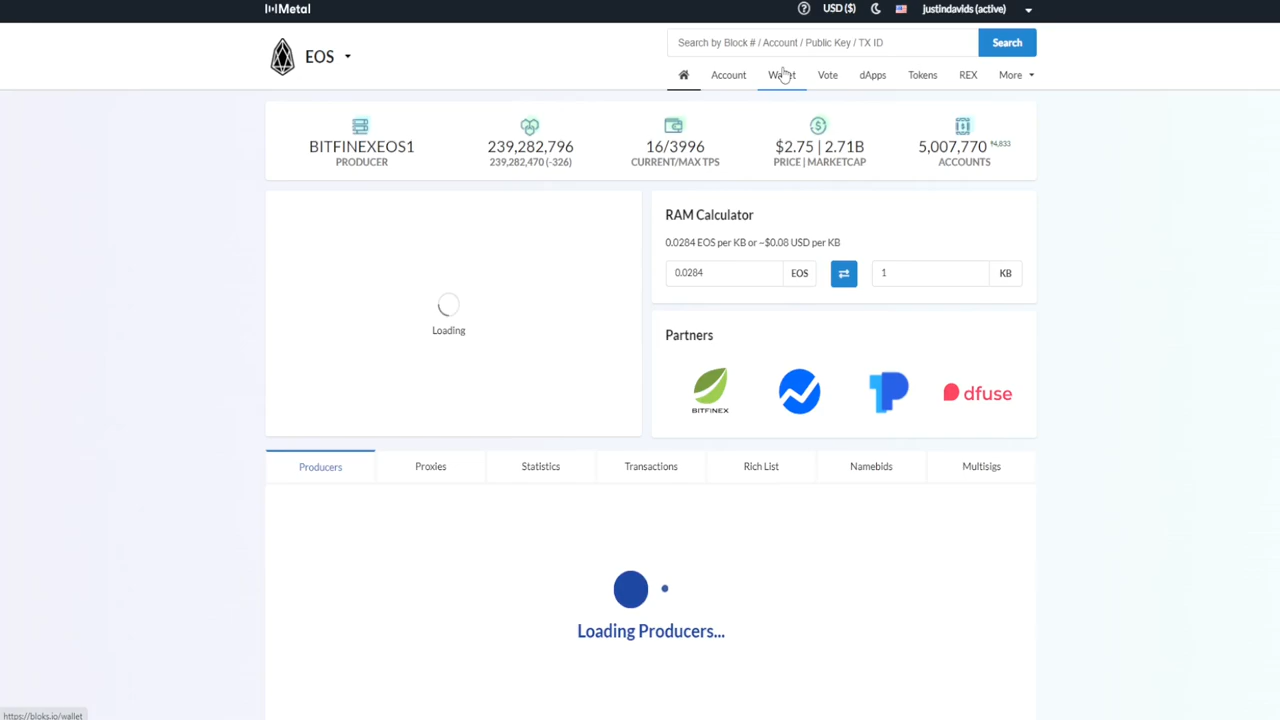 Metal
USD ($)
justindavids (active)
EOS
Search by Block # / Account / Public Key / TX ID
Search
Account
Wallet
Vote
dApps
Tokens
REX
More
BITFINEXEOS1
PRODUCER
239,282,796
239,282,470 (-326)
16/3996
CURRENT/MAX TPS
$2.75 | 2.71B
PRICE | MARKETCAP
5,007,770
ACCOUNTS
Loading
RAM Calculator
0.0284 EOS per KB or ~$0.08 USD per KB
0.0284
EOS
1
KB
Partners
BITFINEX
dfuse
Producers
Proxies
Statistics
Transactions
Rich List
Namebids
Multisigs
Loading Producers...
https://bloks.io/wallet